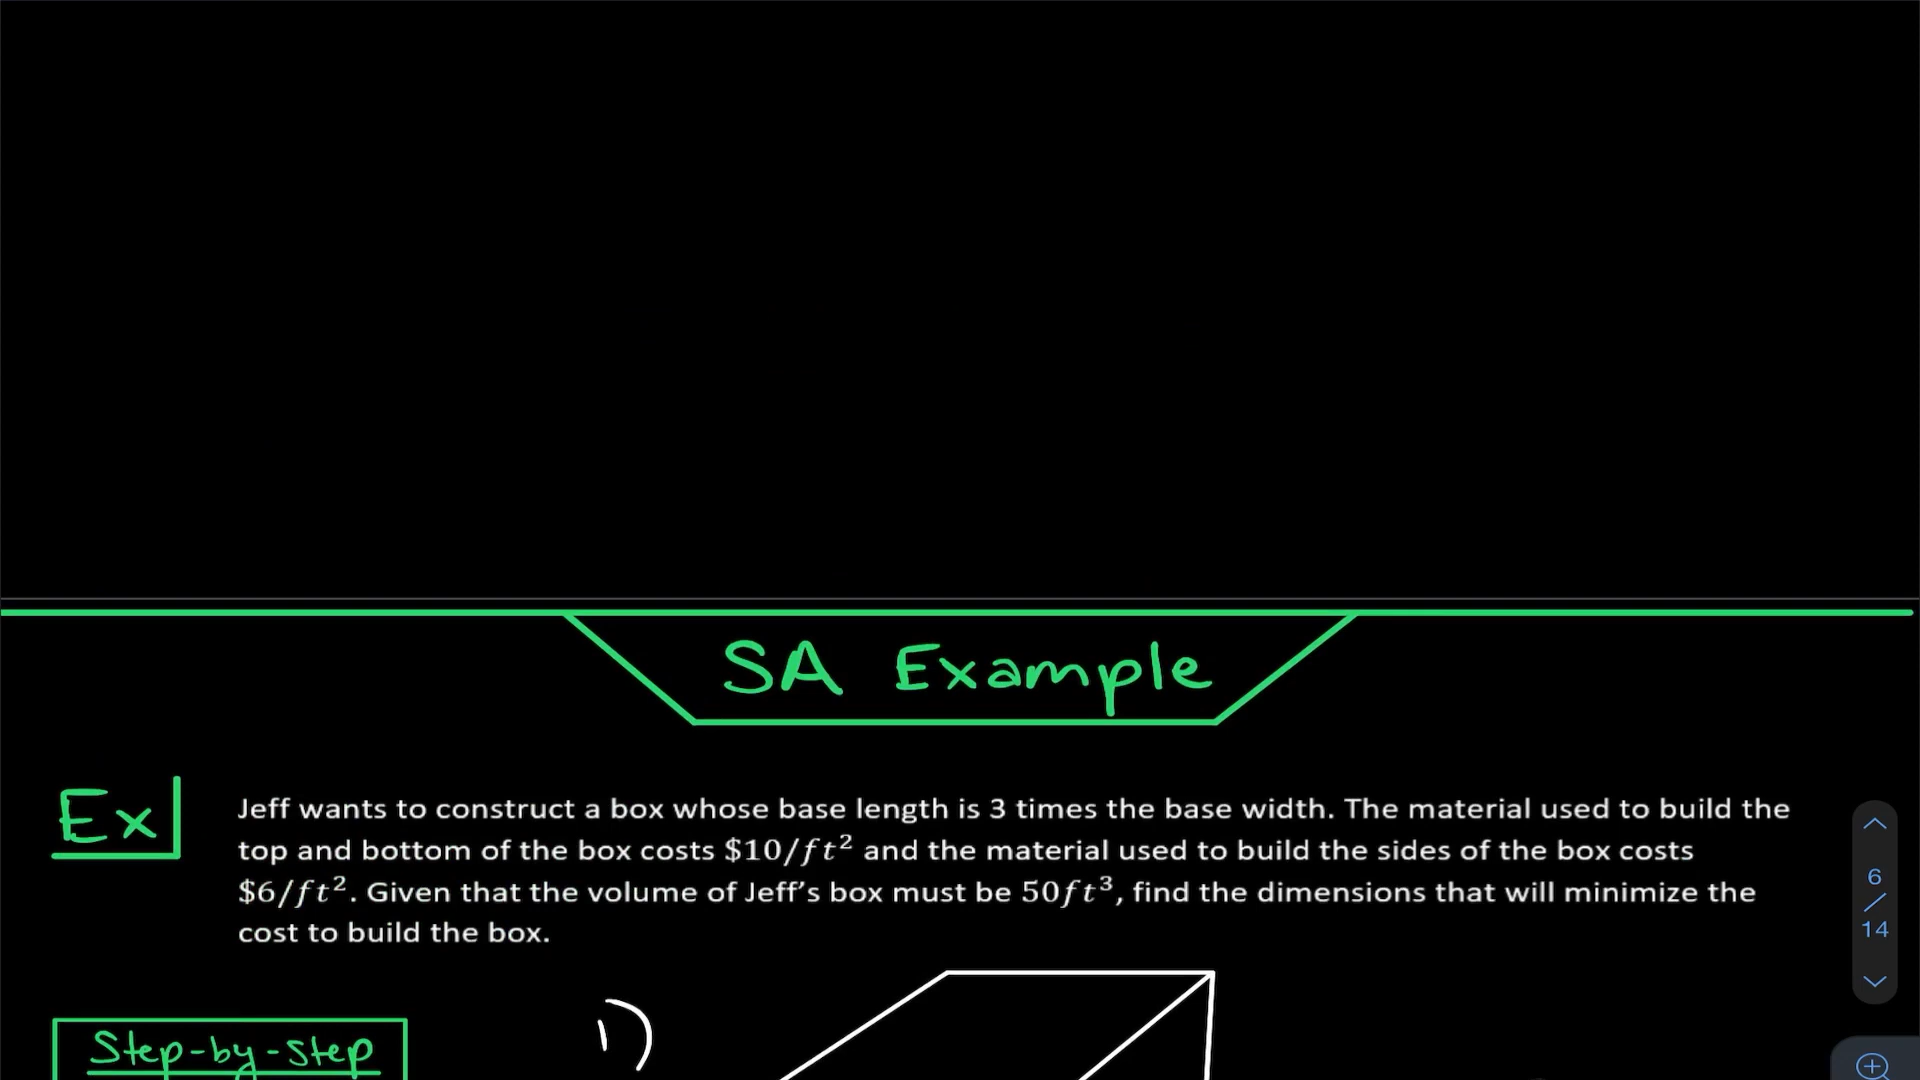 SA Example
Ex
Jeff wants to construct a box whose base length is 3 times the base width. The material used to build the
top and bottom of the box costs $10/ft² and the material used to build the sides of the box costs
$6/ft². Given that the volume of Jeff's box must be 50ft³, find the dimensions that will minimize the
cost to build the box.
6
/
14
Step-by-step
1)